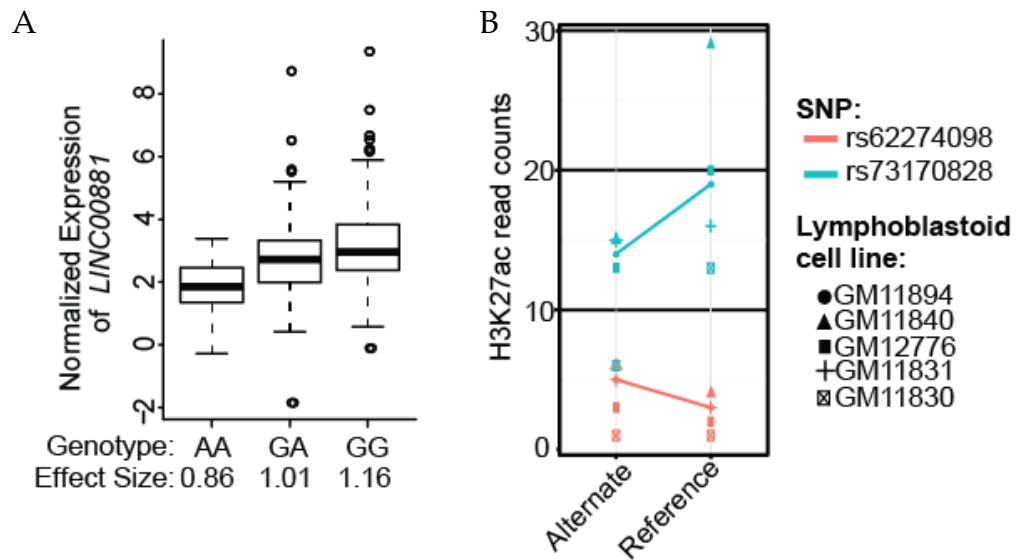 A
Normalized Expression
of LINC00881
8
6
4
2
0
-2
Genotype: AA GA GG
Effect Size: 0.86 1.01 1.16
B
H3K27ac read counts
30
20
10
0
Alternate
Reference
SNP:
rs62274098
rs73170828
Lymphoblastoid
cell line:
GM11894
GM11840
GM12776
GM11831
GM11830